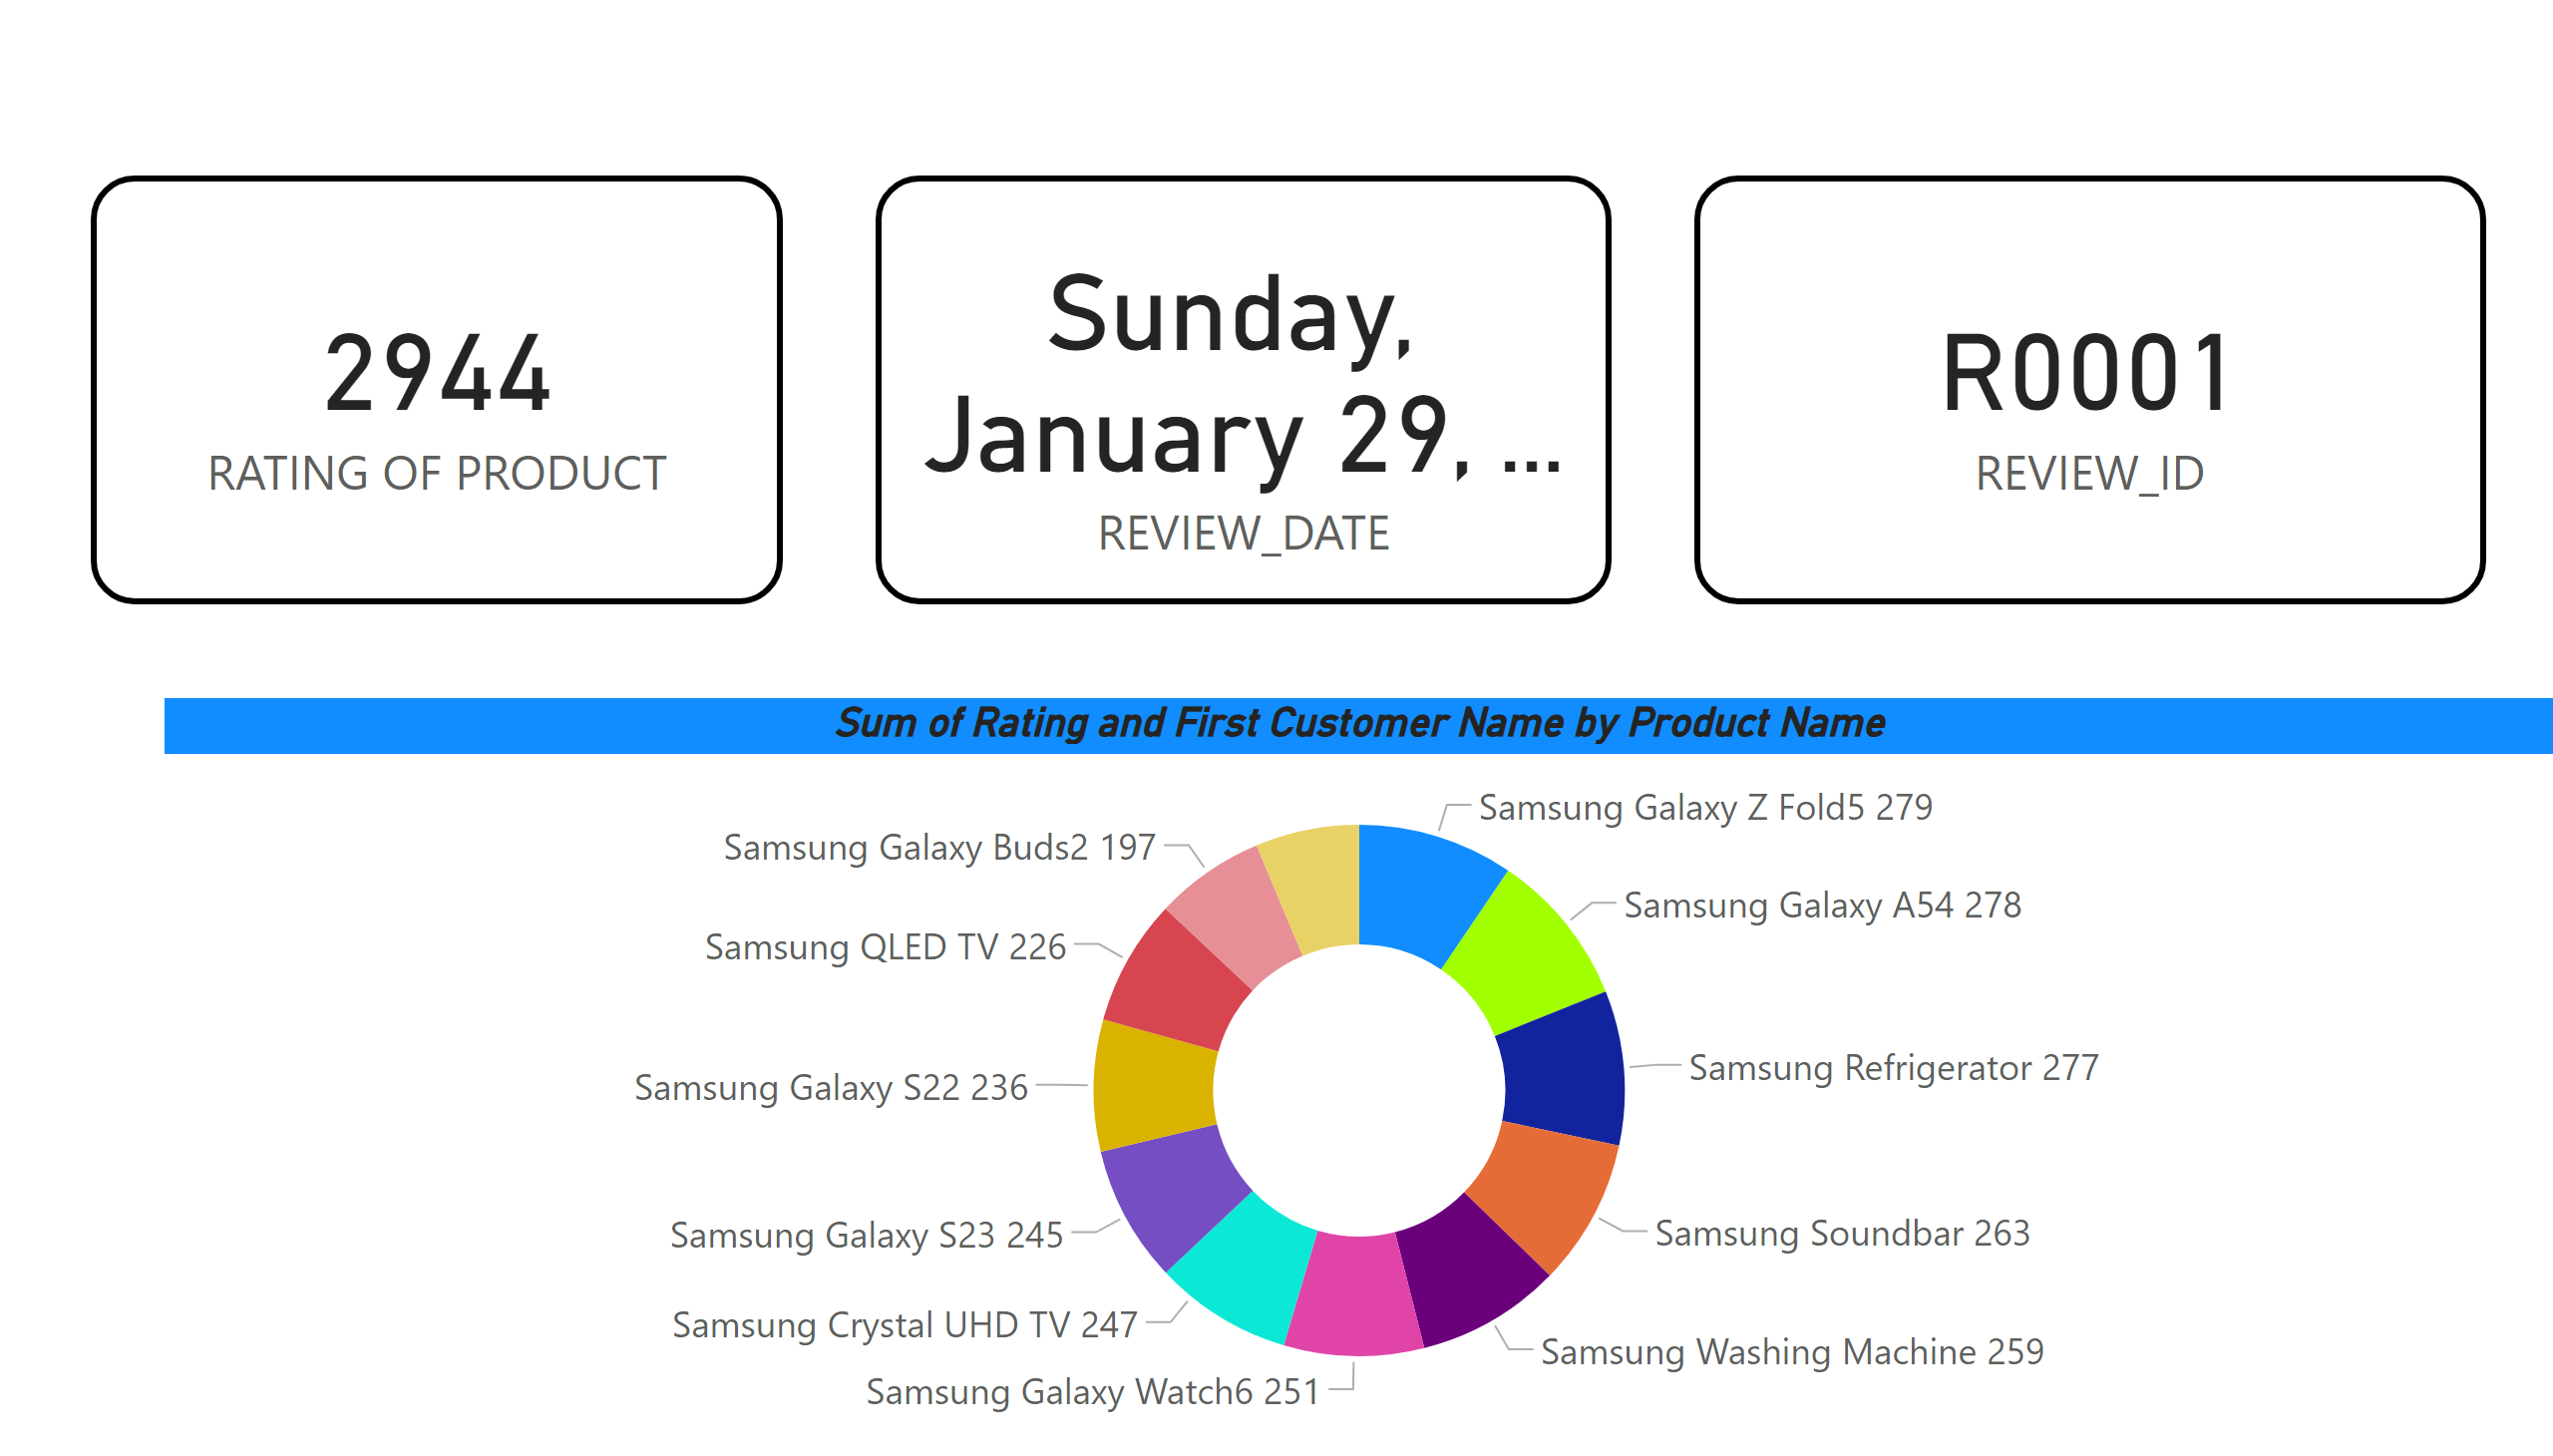 2944
RATING OF PRODUCT
Sunday,
January 29, ...
REVIEW_DATE
R0001
REVIEW_ID
Sum of Rating and First Customer Name by Product Name
Samsung Galaxy Z Fold5 279
Samsung Galaxy A54 278
Samsung Refrigerator 277
Samsung Soundbar 263
Samsung Washing Machine 259
Samsung Galaxy Watch6 251
Samsung Crystal UHD TV 247
Samsung Galaxy S23 245
Samsung Galaxy S22 236
Samsung QLED TV 226
Samsung Galaxy Buds2 197